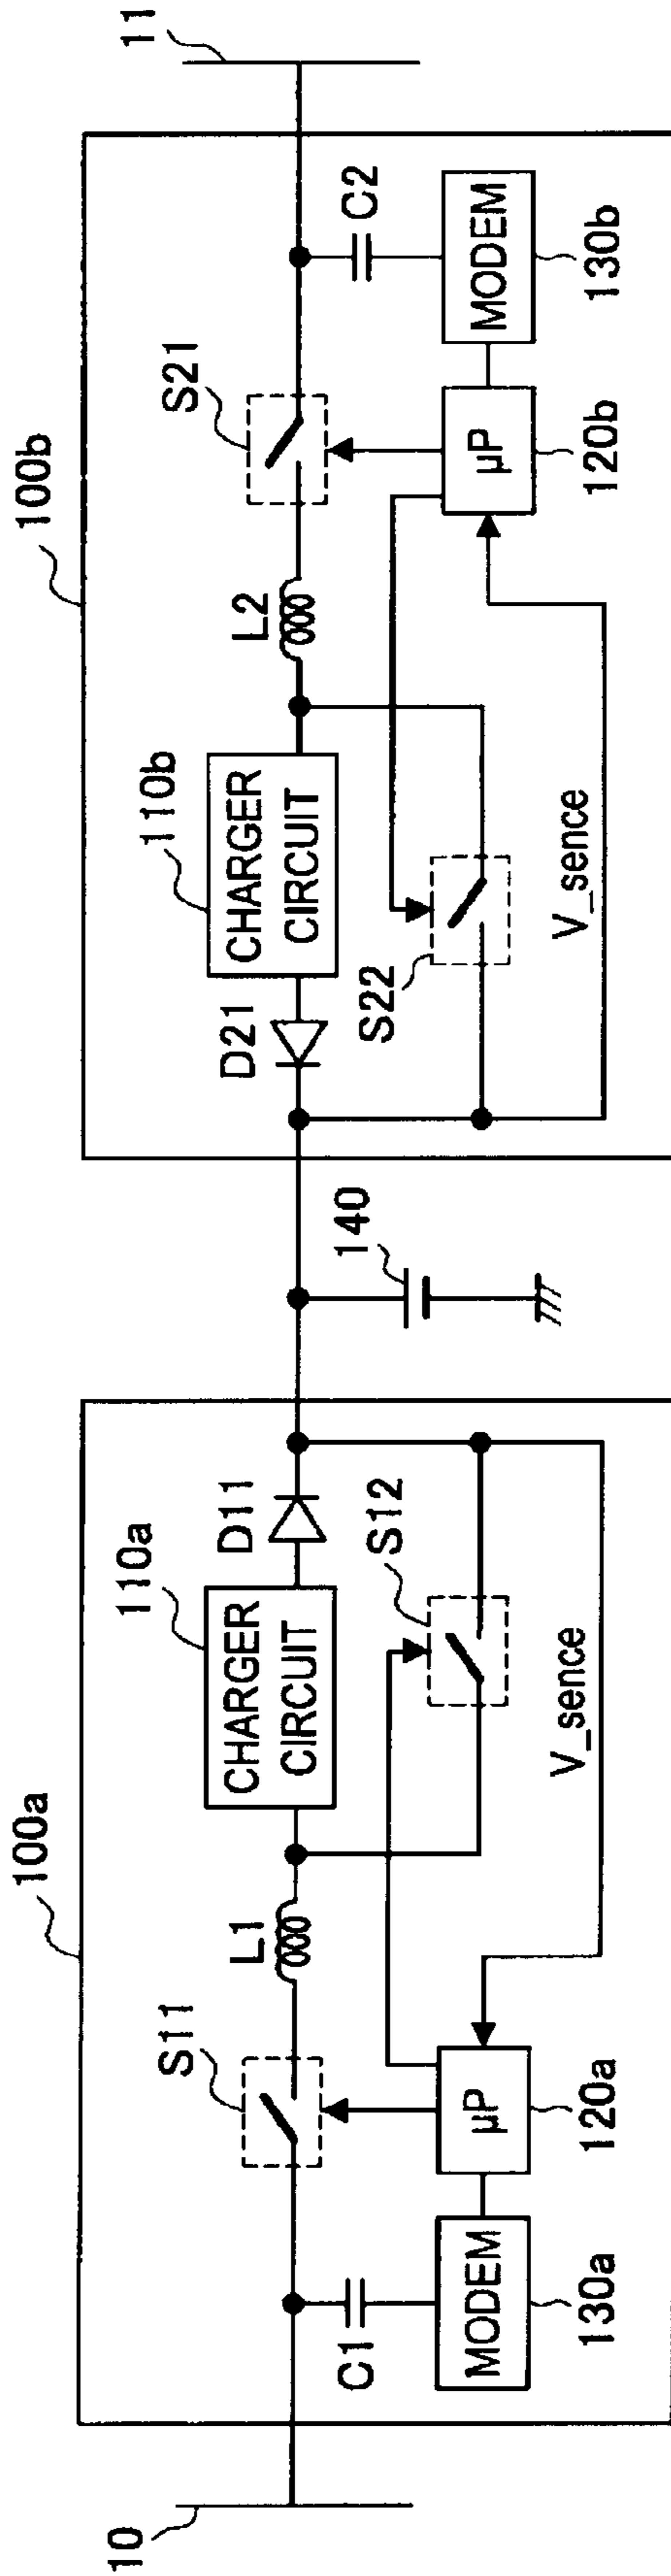 100a
100b
110a
110b
10
11
S11
L1
CHARGER
CIRCUIT
D11
140
D21
CHARGER
CIRCUIT
L2
S21
C1
S12
S22
C2
MODEM
μP
V_sence
V_sence
μP
MODEM
130a
120a
120b
130b